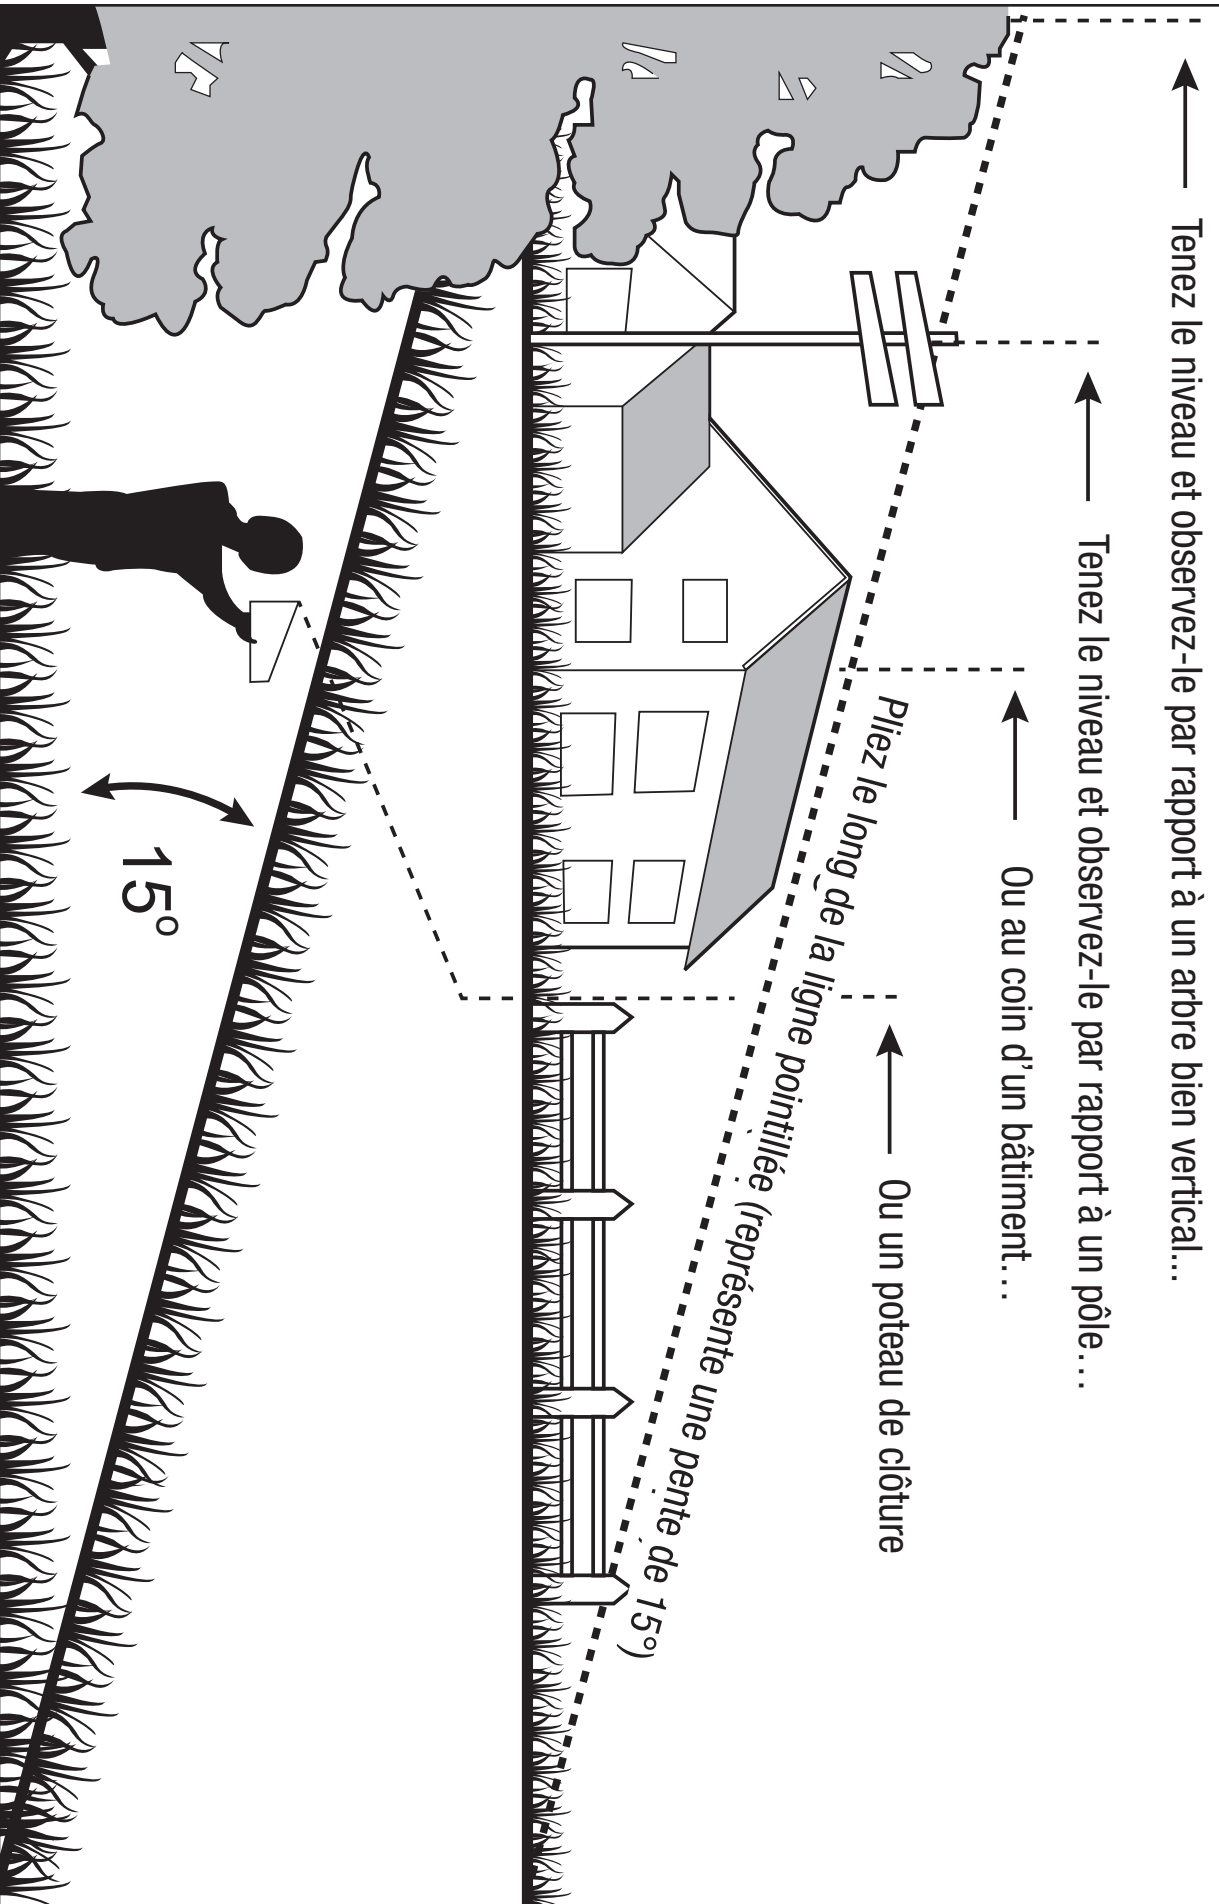 Tenez le niveau et observez-le par rapport à un arbre bien vertical...
Tenez le niveau et observez-le par rapport à un pôle...
Ou au coin d'un bâtiment...
Ou un poteau de clôture
Pliez le long de la ligne pointillée (représente une pente de 15°)
15°